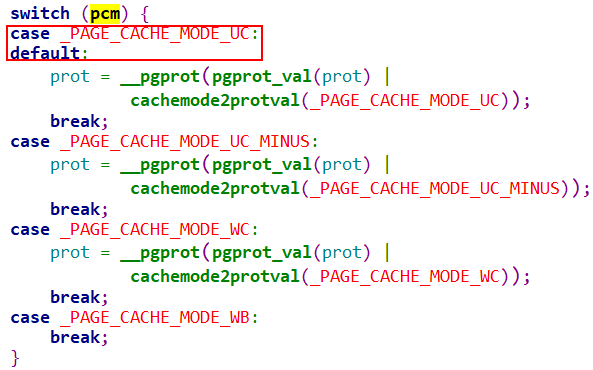 switch (pcm) {
case _PAGE_CACHE_MODE_UC:
default:
    prot = __pgprot(pgprot_val(prot) |
            cachemode2protval(_PAGE_CACHE_MODE_UC));
    break;
case _PAGE_CACHE_MODE_UC_MINUS:
    prot = __pgprot(pgprot_val(prot) |
            cachemode2protval(_PAGE_CACHE_MODE_UC_MINUS));
    break;
case _PAGE_CACHE_MODE_WC:
    prot = __pgprot(pgprot_val(prot) |
            cachemode2protval(_PAGE_CACHE_MODE_WC));
    break;
case _PAGE_CACHE_MODE_WB:
    break;
}